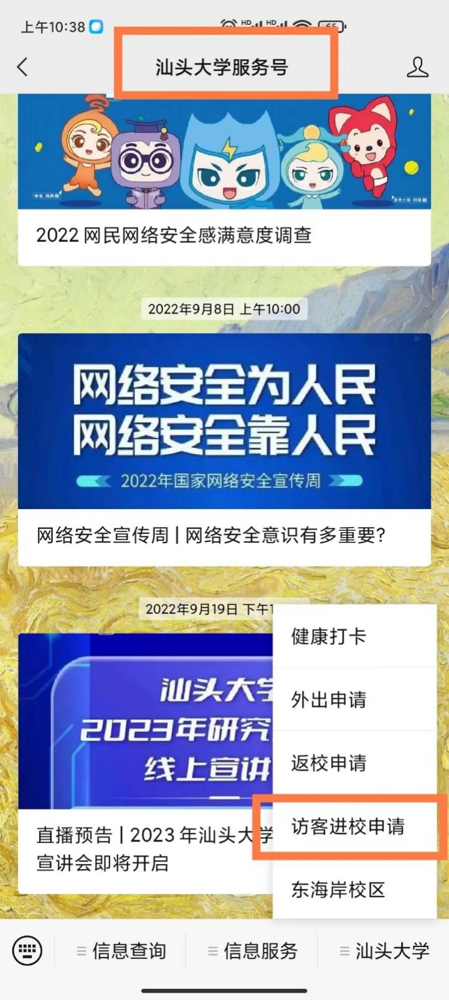 上午10:38
HD HD 65
汕头大学服务号
2022 网民网络安全感满意度调查
2022年9月8日 上午10:00
网络安全为人民
网络安全靠人民
2022年国家网络安全宣传周
网络安全宣传周 | 网络安全意识有多重要?
2022年9月19日 下午1
汕头大学
2023年研究
线上宣讲
直播预告 | 2023 年汕头大学
宣讲会即将开启
健康打卡
外出申请
返校申请
访客进校申请
东海岸校区
信息查询
信息服务
汕头大学